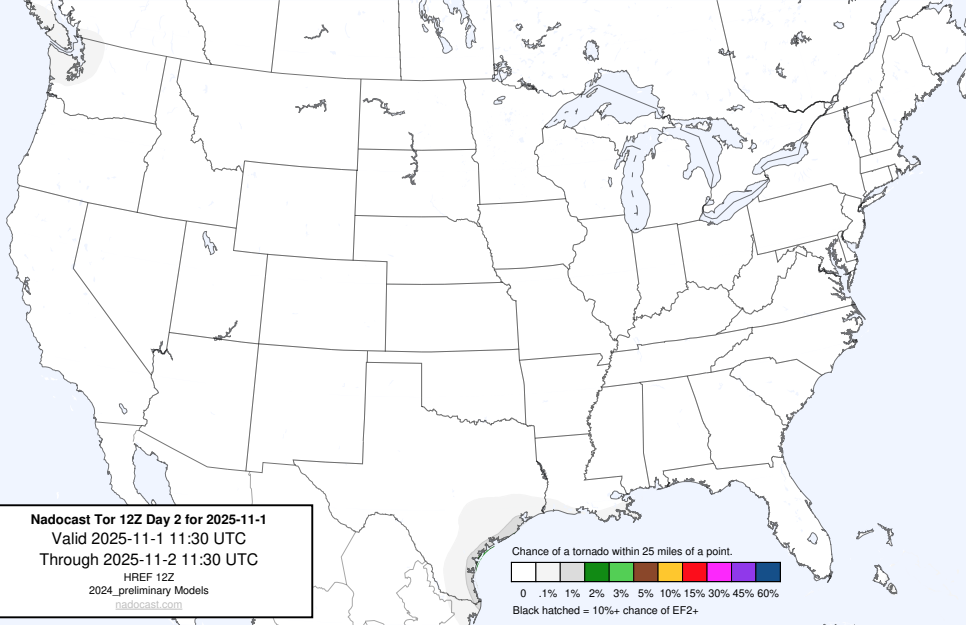 Nadocast Tor 12Z Day 2 for 2025-11-1
Valid 2025-11-1 11:30 UTC
Through 2025-11-2 11:30 UTC
HREF 12Z
2024_preliminary Models
nadocast.com
Chance of a tornado within 25 miles of a point.
0 .1% 1% 2% 3% 5% 10% 15% 30% 45% 60%
Black hatched = 10%+ chance of EF2+